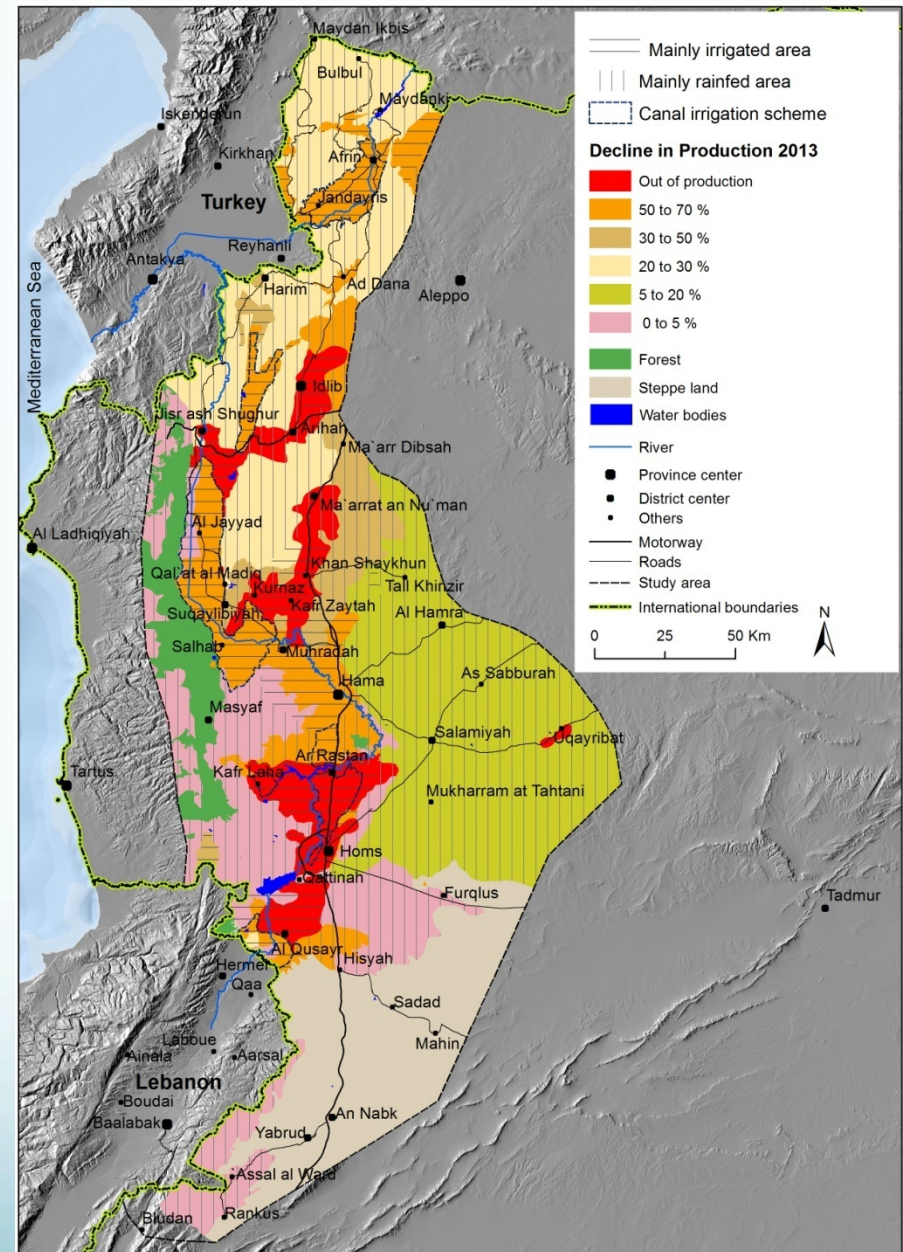 Maydan Ikbis
Bulbul
Maydanki
Iskenderun
Kirkhan
Afrin
Jandayris
Turkey
Reyhanli
Antakya
Harim
Ad Dana
Aleppo
Mediterranean Sea
Idlib
Jisr ash Shughur
Arihah
Ma`arr Dibsah
Ma`arrat an Nu`man
Al Ladhiqiyah
Al Jayyad
Khan Shaykhun
Qal`at al Madiq
Kurnaz
Tall Khinzir
Kafr Zaytah
Suqaylibiyah
Al Hamra
Salhab
Muhradah
As Sabburah
Hama
Masyaf
Salamiyah
Uqayribat
Ar Rastan
Tartus
Kafr Laha
Mukharram at Tahtani
Homs
Qattinah
Furqlus
Tadmur
Al Qusayr
Hisyah
Hermel
Qaa
Sadad
Mahin
Laboue
Ainala
Aarsal
Lebanon
Boudai
Baalabak
An Nabk
Yabrud
`Assal al Ward
Rankus
Bludan
Mainly irrigated area
Mainly rainfed area
Canal irrigation scheme
Decline in Production 2013
Out of production
50 to 70 %
30 to 50 %
20 to 30 %
5 to 20 %
0 to 5 %
Forest
Steppe land
Water bodies
River
Province center
District center
Others
Motorway
Roads
Study area
International boundaries
N
0 25 50 Km